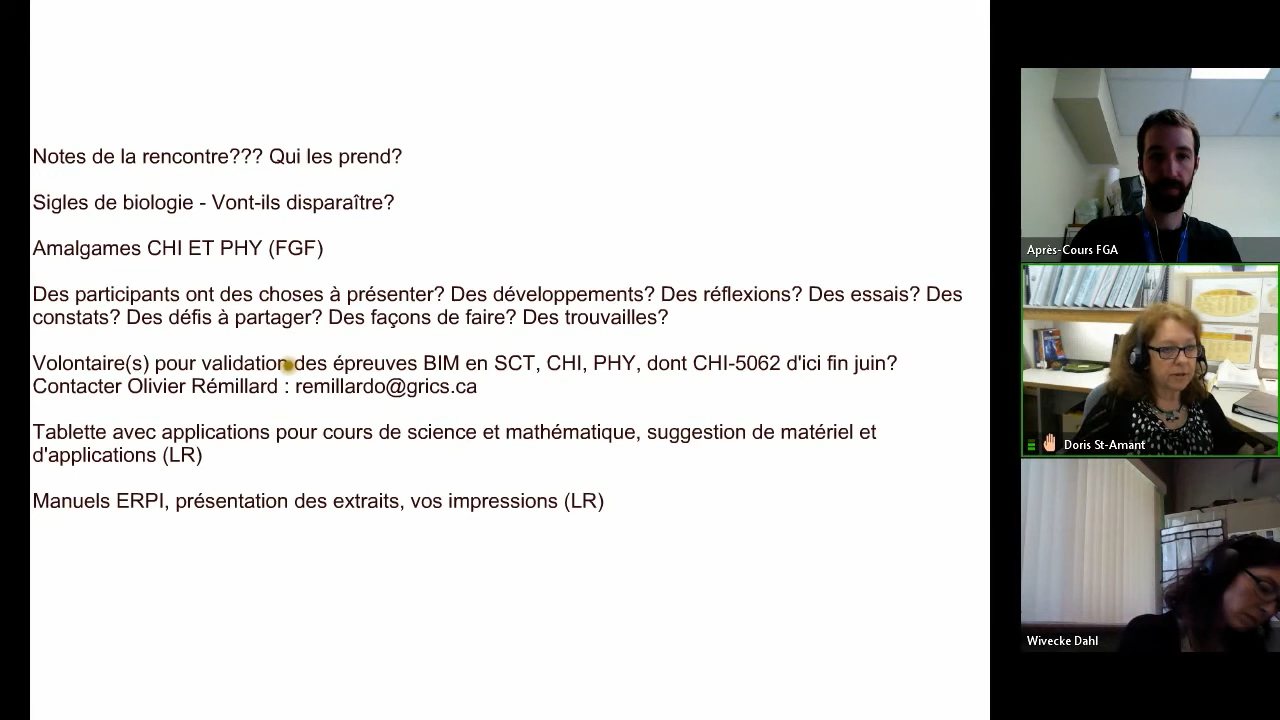 Notes de la rencontre??? Qui les prend?
Sigles de biologie - Vont-ils disparaître?
Amalgames CHI ET PHY (FGF)
Des participants ont des choses à présenter? Des développements? Des réflexions? Des essais? Des
constats? Des défis à partager? Des façons de faire? Des trouvailles?
Volontaire(s) pour validation des épreuves BIM en SCT, CHI, PHY, dont CHI-5062 d'ici fin juin?
Contacter Olivier Rémillard : remillardo@grics.ca
Tablette avec applications pour cours de science et mathématique, suggestion de matériel et
d'applications (LR)
Manuels ERPI, présentation des extraits, vos impressions (LR)
Après-Cours FGA
Doris St-Amant
Wivecke Dahl